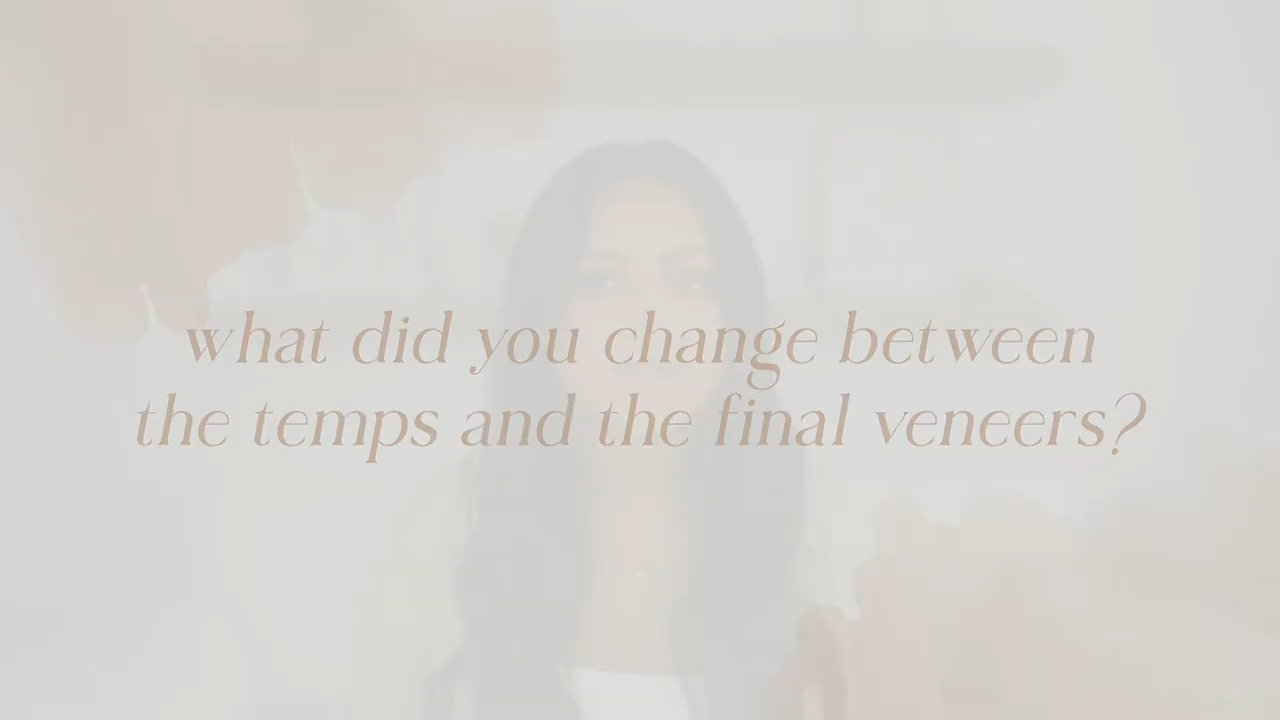 what did you change between
the temps and the final veneers?